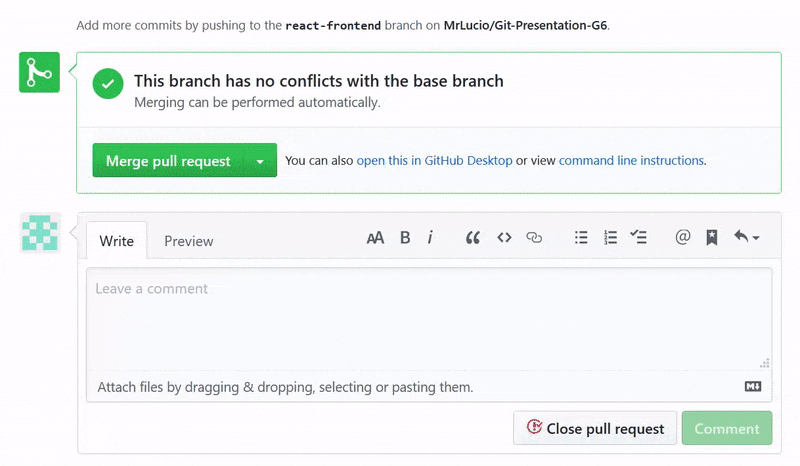 Add more commits by pushing to the react-frontend branch on MrLucio/Git-Presentation-G6.
This branch has no conflicts with the base branch
Merging can be performed automatically.
Merge pull request
You can also open this in GitHub Desktop or view command line instructions.
Write
Preview
AA B i
Leave a comment
Attach files by dragging & dropping, selecting or pasting them.
Close pull request
Comment